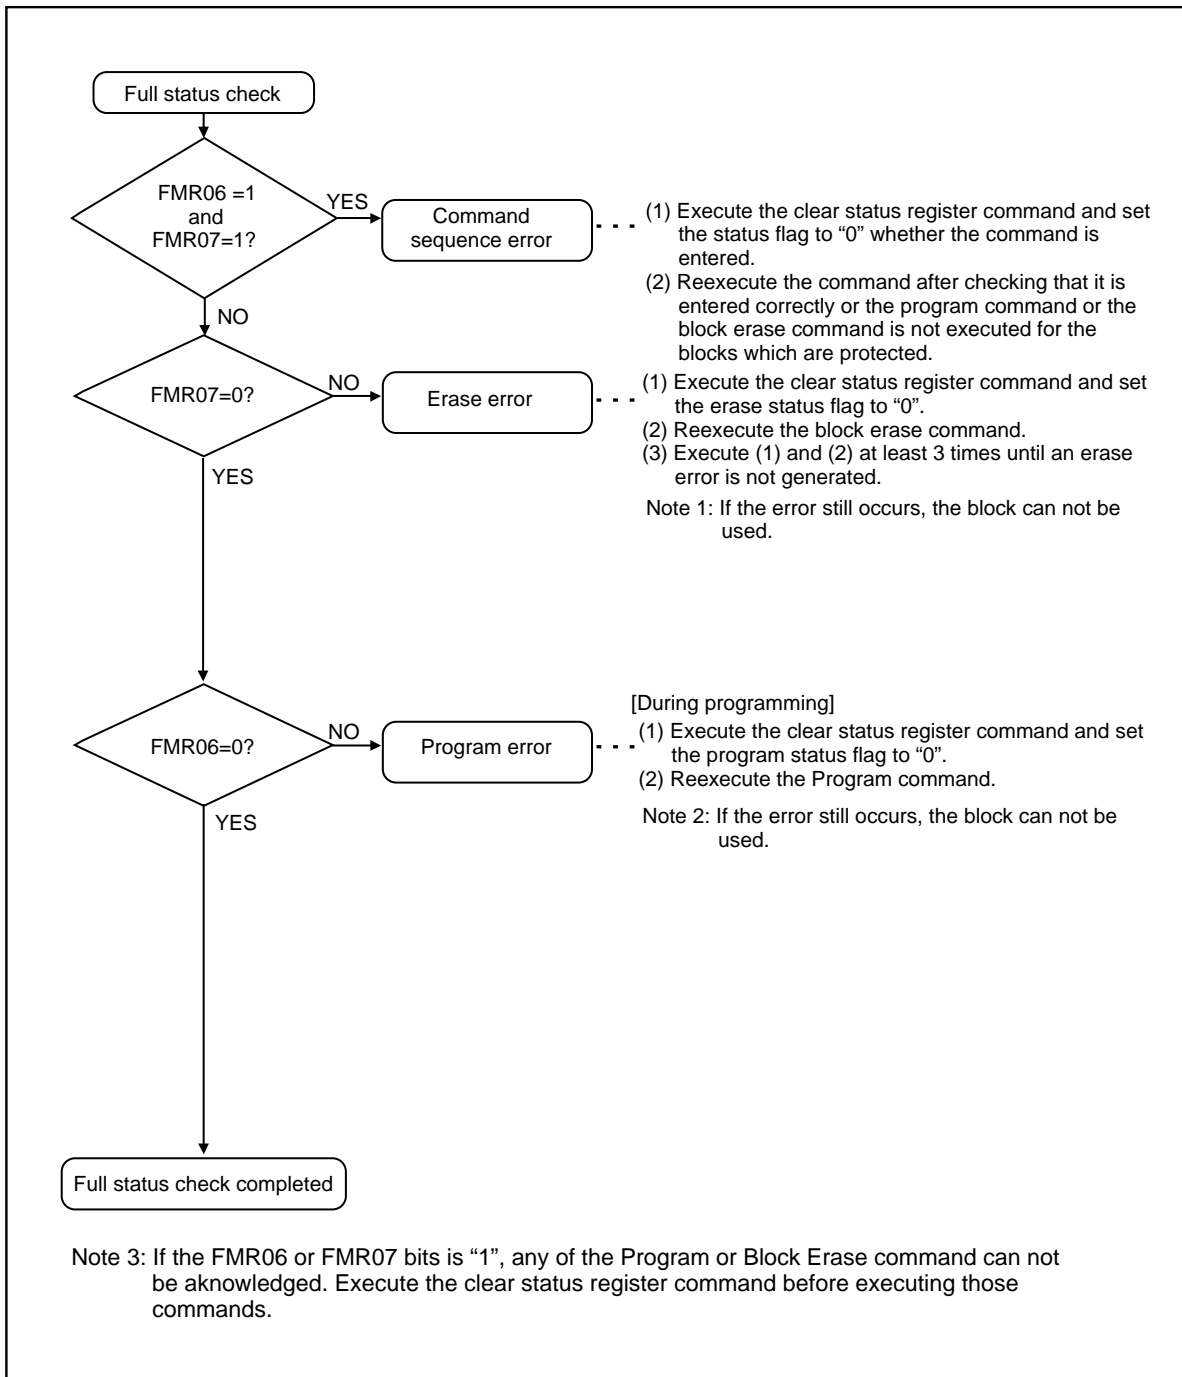 Full status check
FMR06 =1
and
FMR07=1?
YES
Command
sequence error
(1) Execute the clear status register command and set
the status flag to “0” whether the command is
entered.
(2) Reexecute the command after checking that it is
entered correctly or the program command or the
block erase command is not executed for the
blocks which are protected.
NO
FMR07=0?
NO
Erase error
(1) Execute the clear status register command and set
the erase status flag to “0”.
(2) Reexecute the block erase command.
(3) Execute (1) and (2) at least 3 times until an erase
error is not generated.
Note 1: If the error still occurs, the block can not be
used.
YES
FMR06=0?
NO
Program error
[During programming]
(1) Execute the clear status register command and set
the program status flag to “0”.
(2) Reexecute the Program command.
Note 2: If the error still occurs, the block can not be
used.
YES
Full status check completed
Note 3: If the FMR06 or FMR07 bits is “1”, any of the Program or Block Erase command can not
be aknowledged. Execute the clear status register command before executing those
commands.